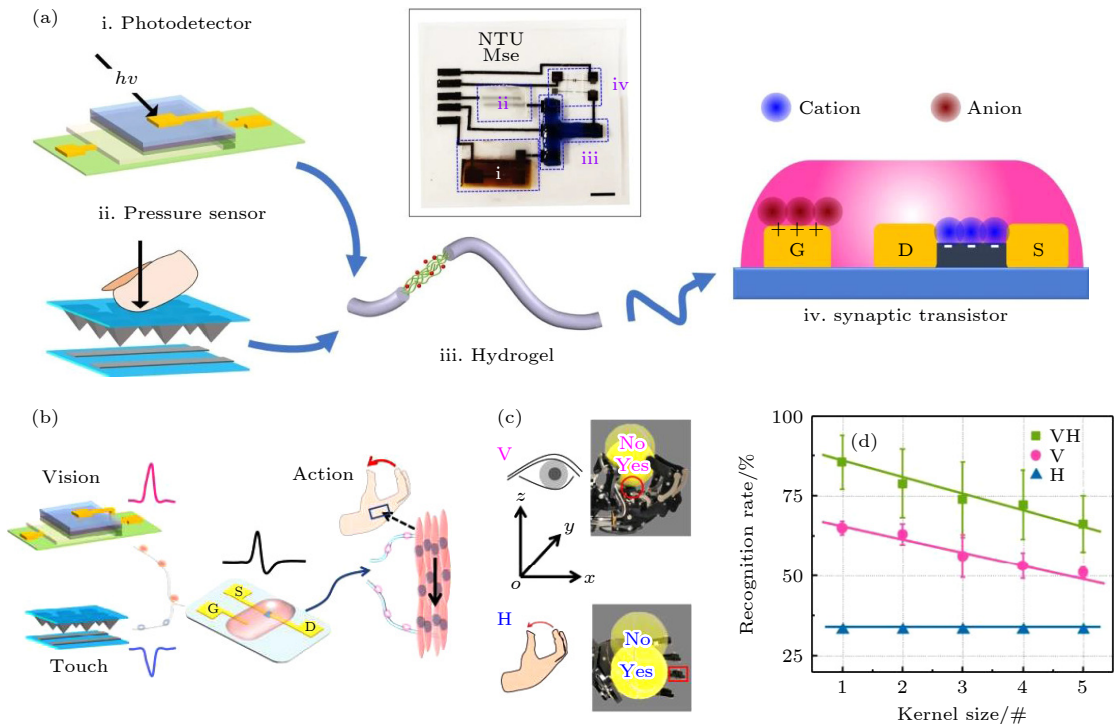 (a)
i. Photodetector
hν
ii. Pressure sensor
NTU
Mse
i
ii
iii
iv
iii. Hydrogel
Cation
Anion
+++
G
D
S
iv. synaptic transistor
(b)
Vision
Touch
Action
S
G
D
(c)
V
z
y
o
x
H
No
Yes
No
Yes
(d)
Recognition rate/%
100
75
50
25
VH
V
H
1 2 3 4 5
Kernel size/#